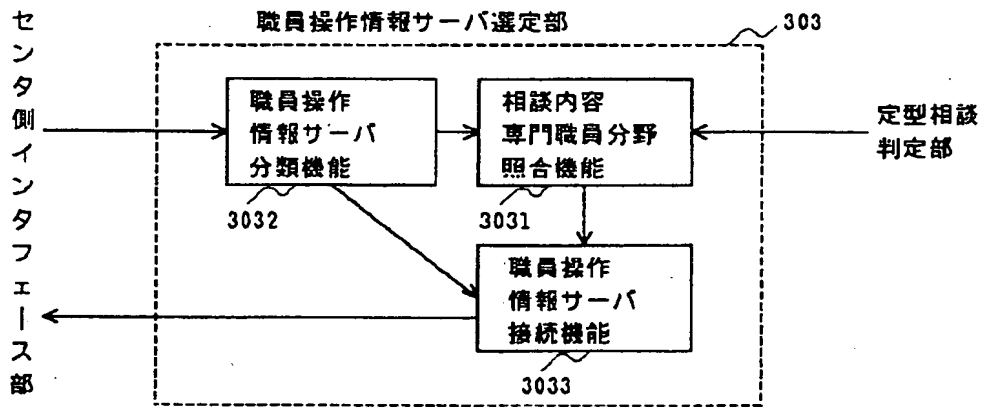 職員操作情報サーバ選定部
303
センタ側インタフェース部
職員操作
情報サーバ
分類機能
3032
相談内容
専門職員分野
照合機能
3031
定型相談
判定部
職員操作
情報サーバ
接続機能
3033